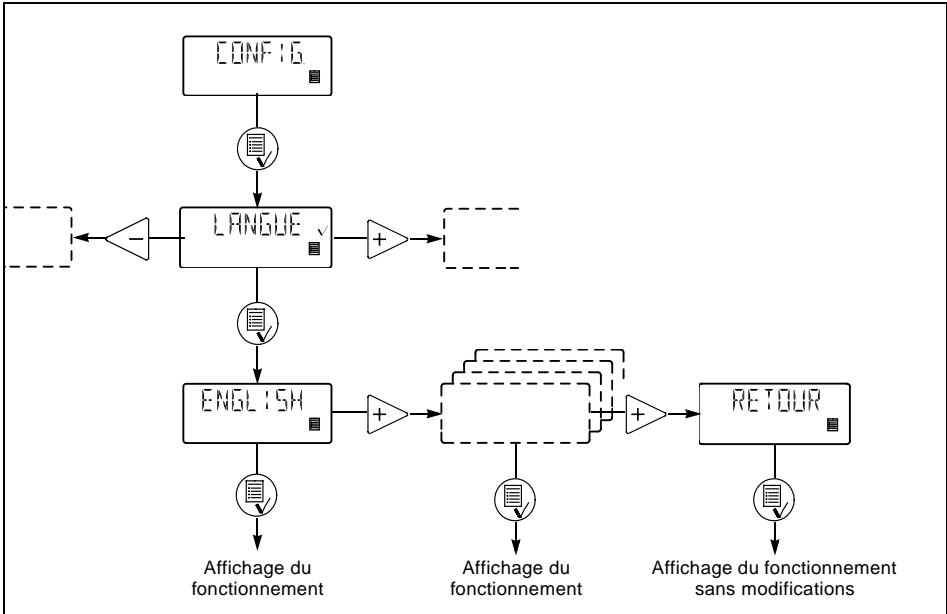 CONFIG.
LANGUE
−
+
ENGLISH
+
+
RETOUR
Affichage du
fonctionnement
Affichage du
fonctionnement
Affichage du fonctionnement
sans modifications